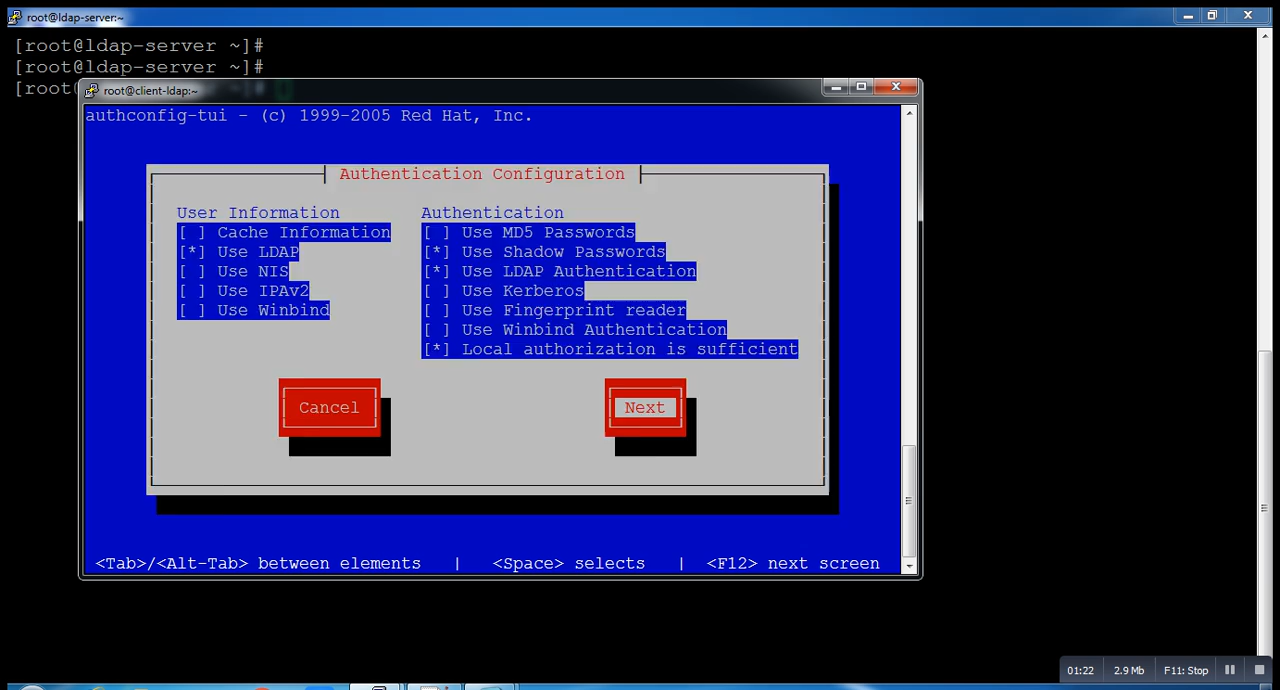 root@ldap-server:~
[root@ldap-server ~]#
[root@ldap-server ~]#
[root
root@client-ldap:~
authconfig-tui - (c) 1999-2005 Red Hat, Inc.
Authentication Configuration
User Information Authentication
[ ] Cache Information [ ] Use MD5 Passwords
[*] Use LDAP [*] Use Shadow Passwords
[ ] Use NIS [*] Use LDAP Authentication
[ ] Use IPAv2 [ ] Use Kerberos
[ ] Use Winbind [ ] Use Fingerprint reader
[ ] Use Winbind Authentication
[*] Local authorization is sufficient
Cancel Next
<Tab>/<Alt-Tab> between elements | <Space> selects | <F12> next screen
01:22 2.9 Mb F11: Stop